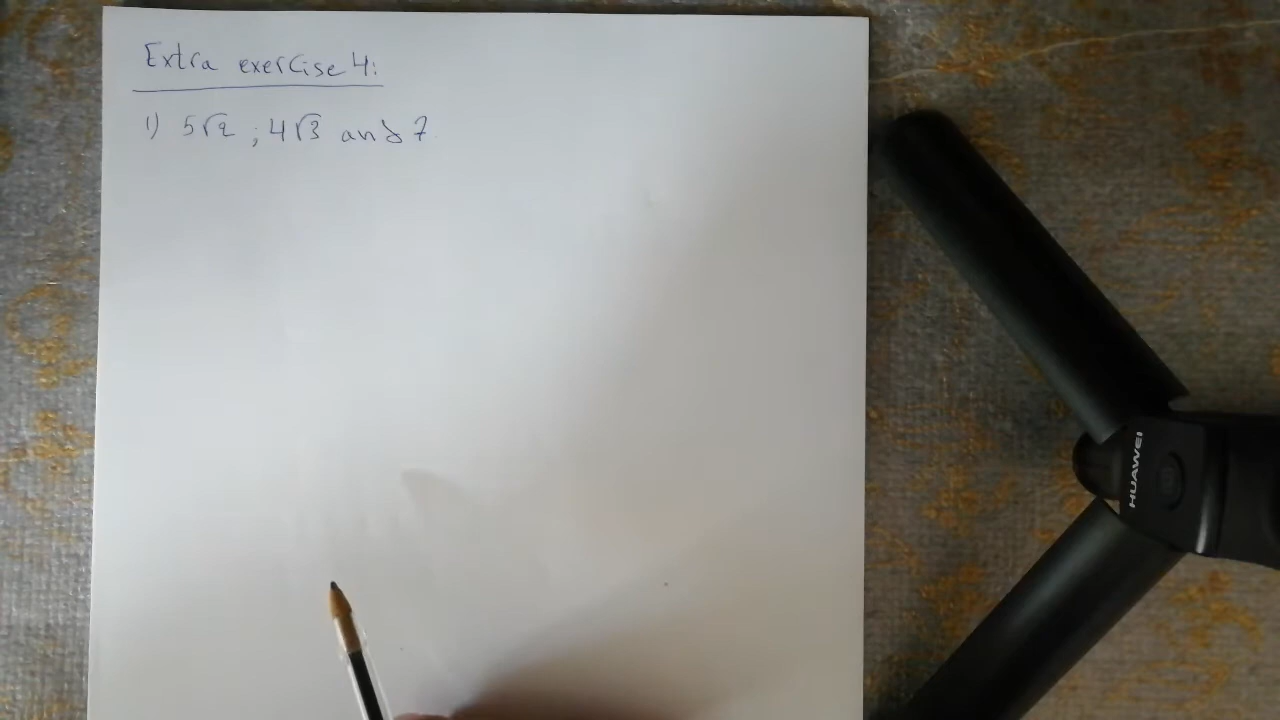 Extra exercise 4:
1) 5√2 ; 4√3 and 7
HUAWEI